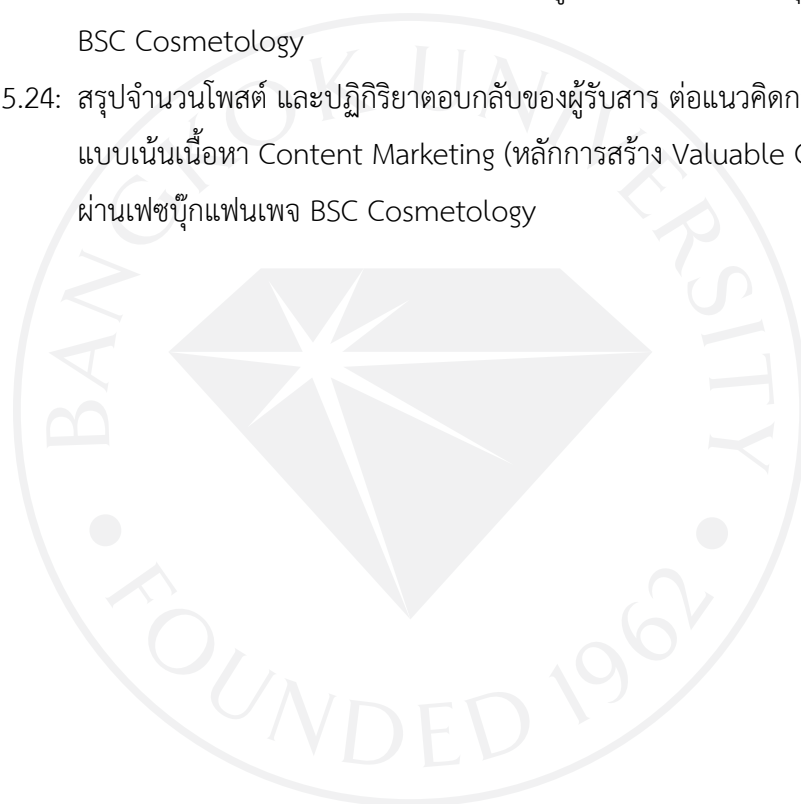 BSC Cosmetology
5.24: สรุปจำนวนโพสต์ และปฏิกิริยาตอบกลับของผู้รับสาร ต่อแนวคิดก
แบบเน้นเนื้อหา Content Marketing (หลักการสร้าง Valuable
ผ่านเฟซบุ๊กแฟนเพจ BSC Cosmetology
BANGKOK UNIVERSITY
FOUNDED 1962